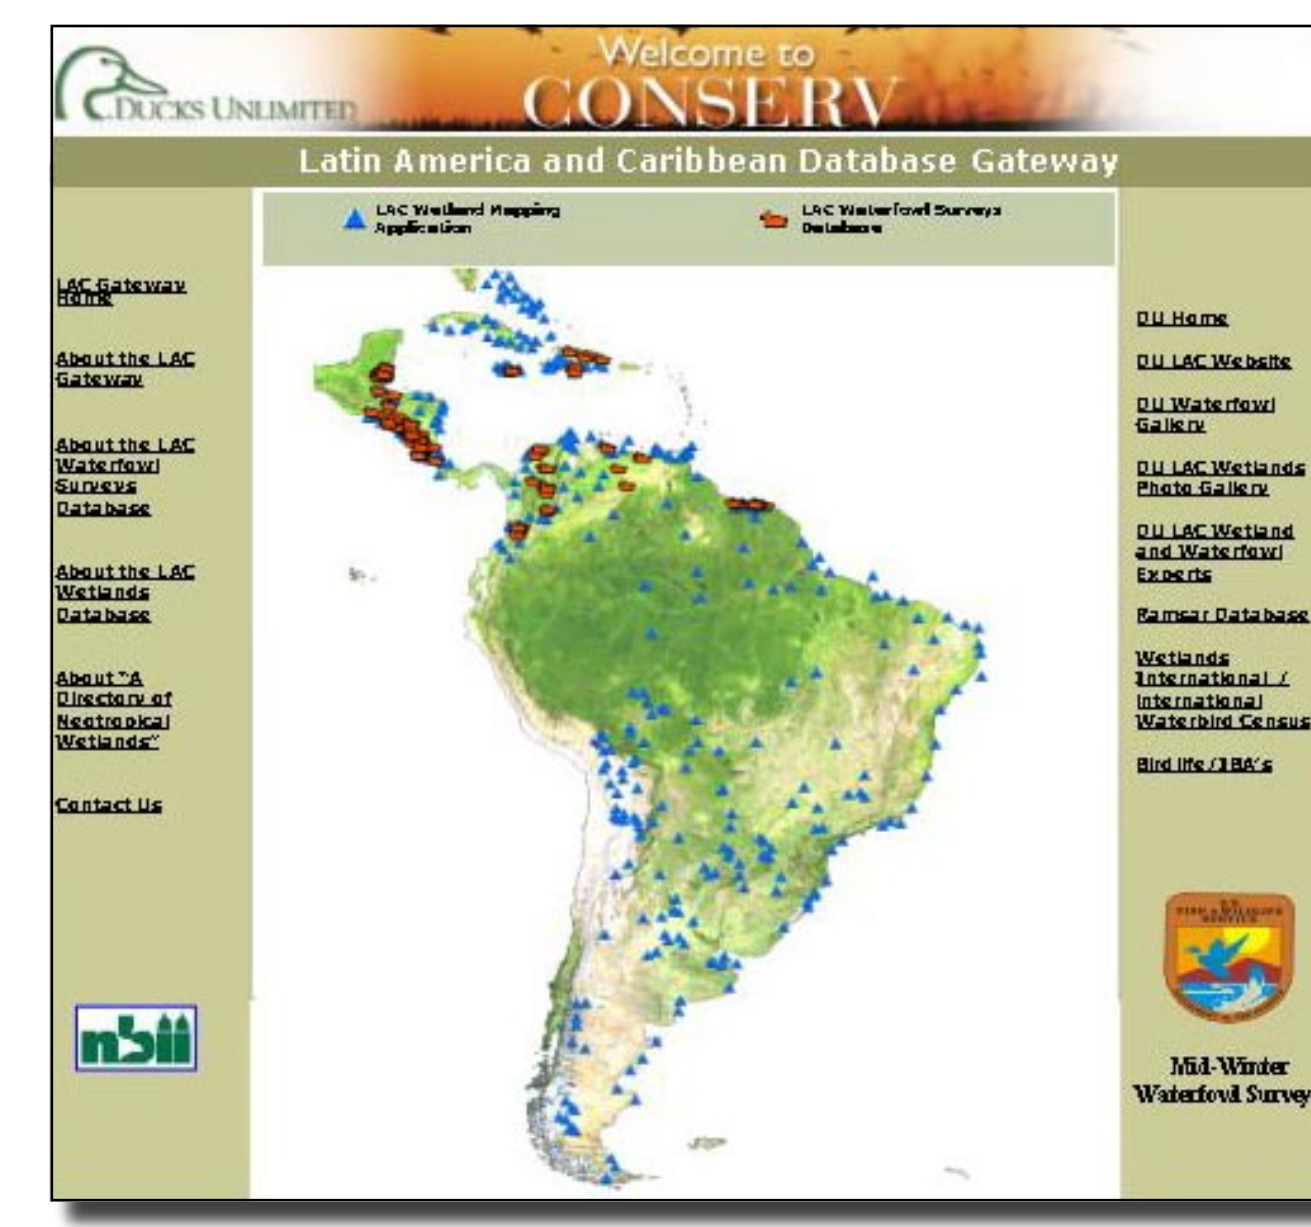 DUCKS UNLIMITED
Welcome to
CONSERV
Latin America and Caribbean Database Gateway
LAC Wetland Mapping
Application
LAC Waterfowl Surveys
Database
LAC Gateway
Home
About the LAC
Gateway
About the LAC
Waterfowl
Surveys
Database
About the LAC
Wetlands
Database
About "A
Directory of
Neotropical
Wetlands"
Contact Us
nbii
DU Home
DU LAC Website
DU Waterfowl
Gallery
DU LAC Wetlands
Photo Gallery
DU LAC Wetland
and Waterfowl
Experts
Ramsar Database
Wetlands
International /
International
Waterbird Census
Birdlife / IBA's
U.S.
FISH & WILDLIFE
SERVICE
Mid-Winter
Waterfowl Survey